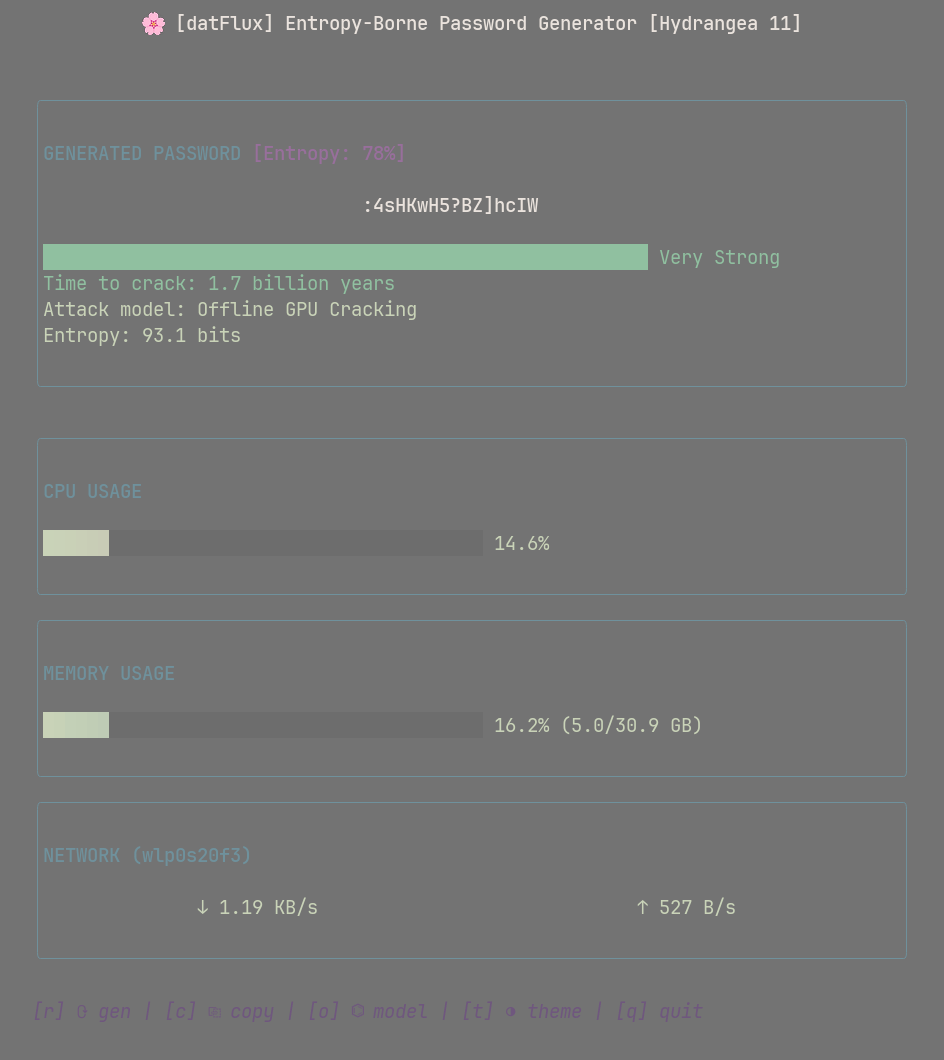 🌸 [datFlux] Entropy-Borne Password Generator [Hydrangea 11]
GENERATED PASSWORD [Entropy: 78%]
:4sHKwH5?BZ]hcIW
Very Strong
Time to crack: 1.7 billion years
Attack model: Offline GPU Cracking
Entropy: 93.1 bits
CPU USAGE
14.6%
MEMORY USAGE
16.2% (5.0/30.9 GB)
NETWORK (wlp0s20f3)
↓ 1.19 KB/s ↑ 527 B/s
[r] gen | [c] copy | [o] model | [t] theme | [q] quit